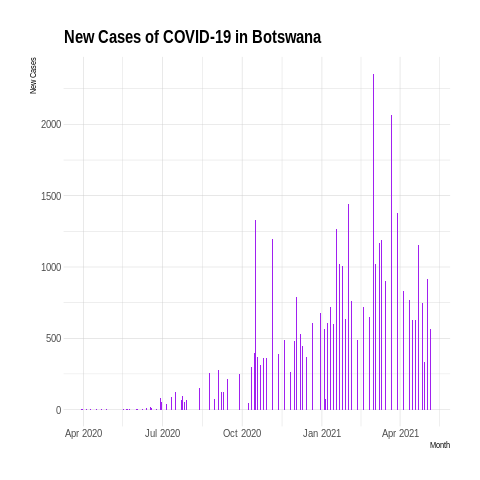 New Cases of COVID-19 in Botswana
New Cases
2000
1500
1000
500
0
Apr 2020 Jul 2020 Oct 2020 Jan 2021 Apr 2021
Month